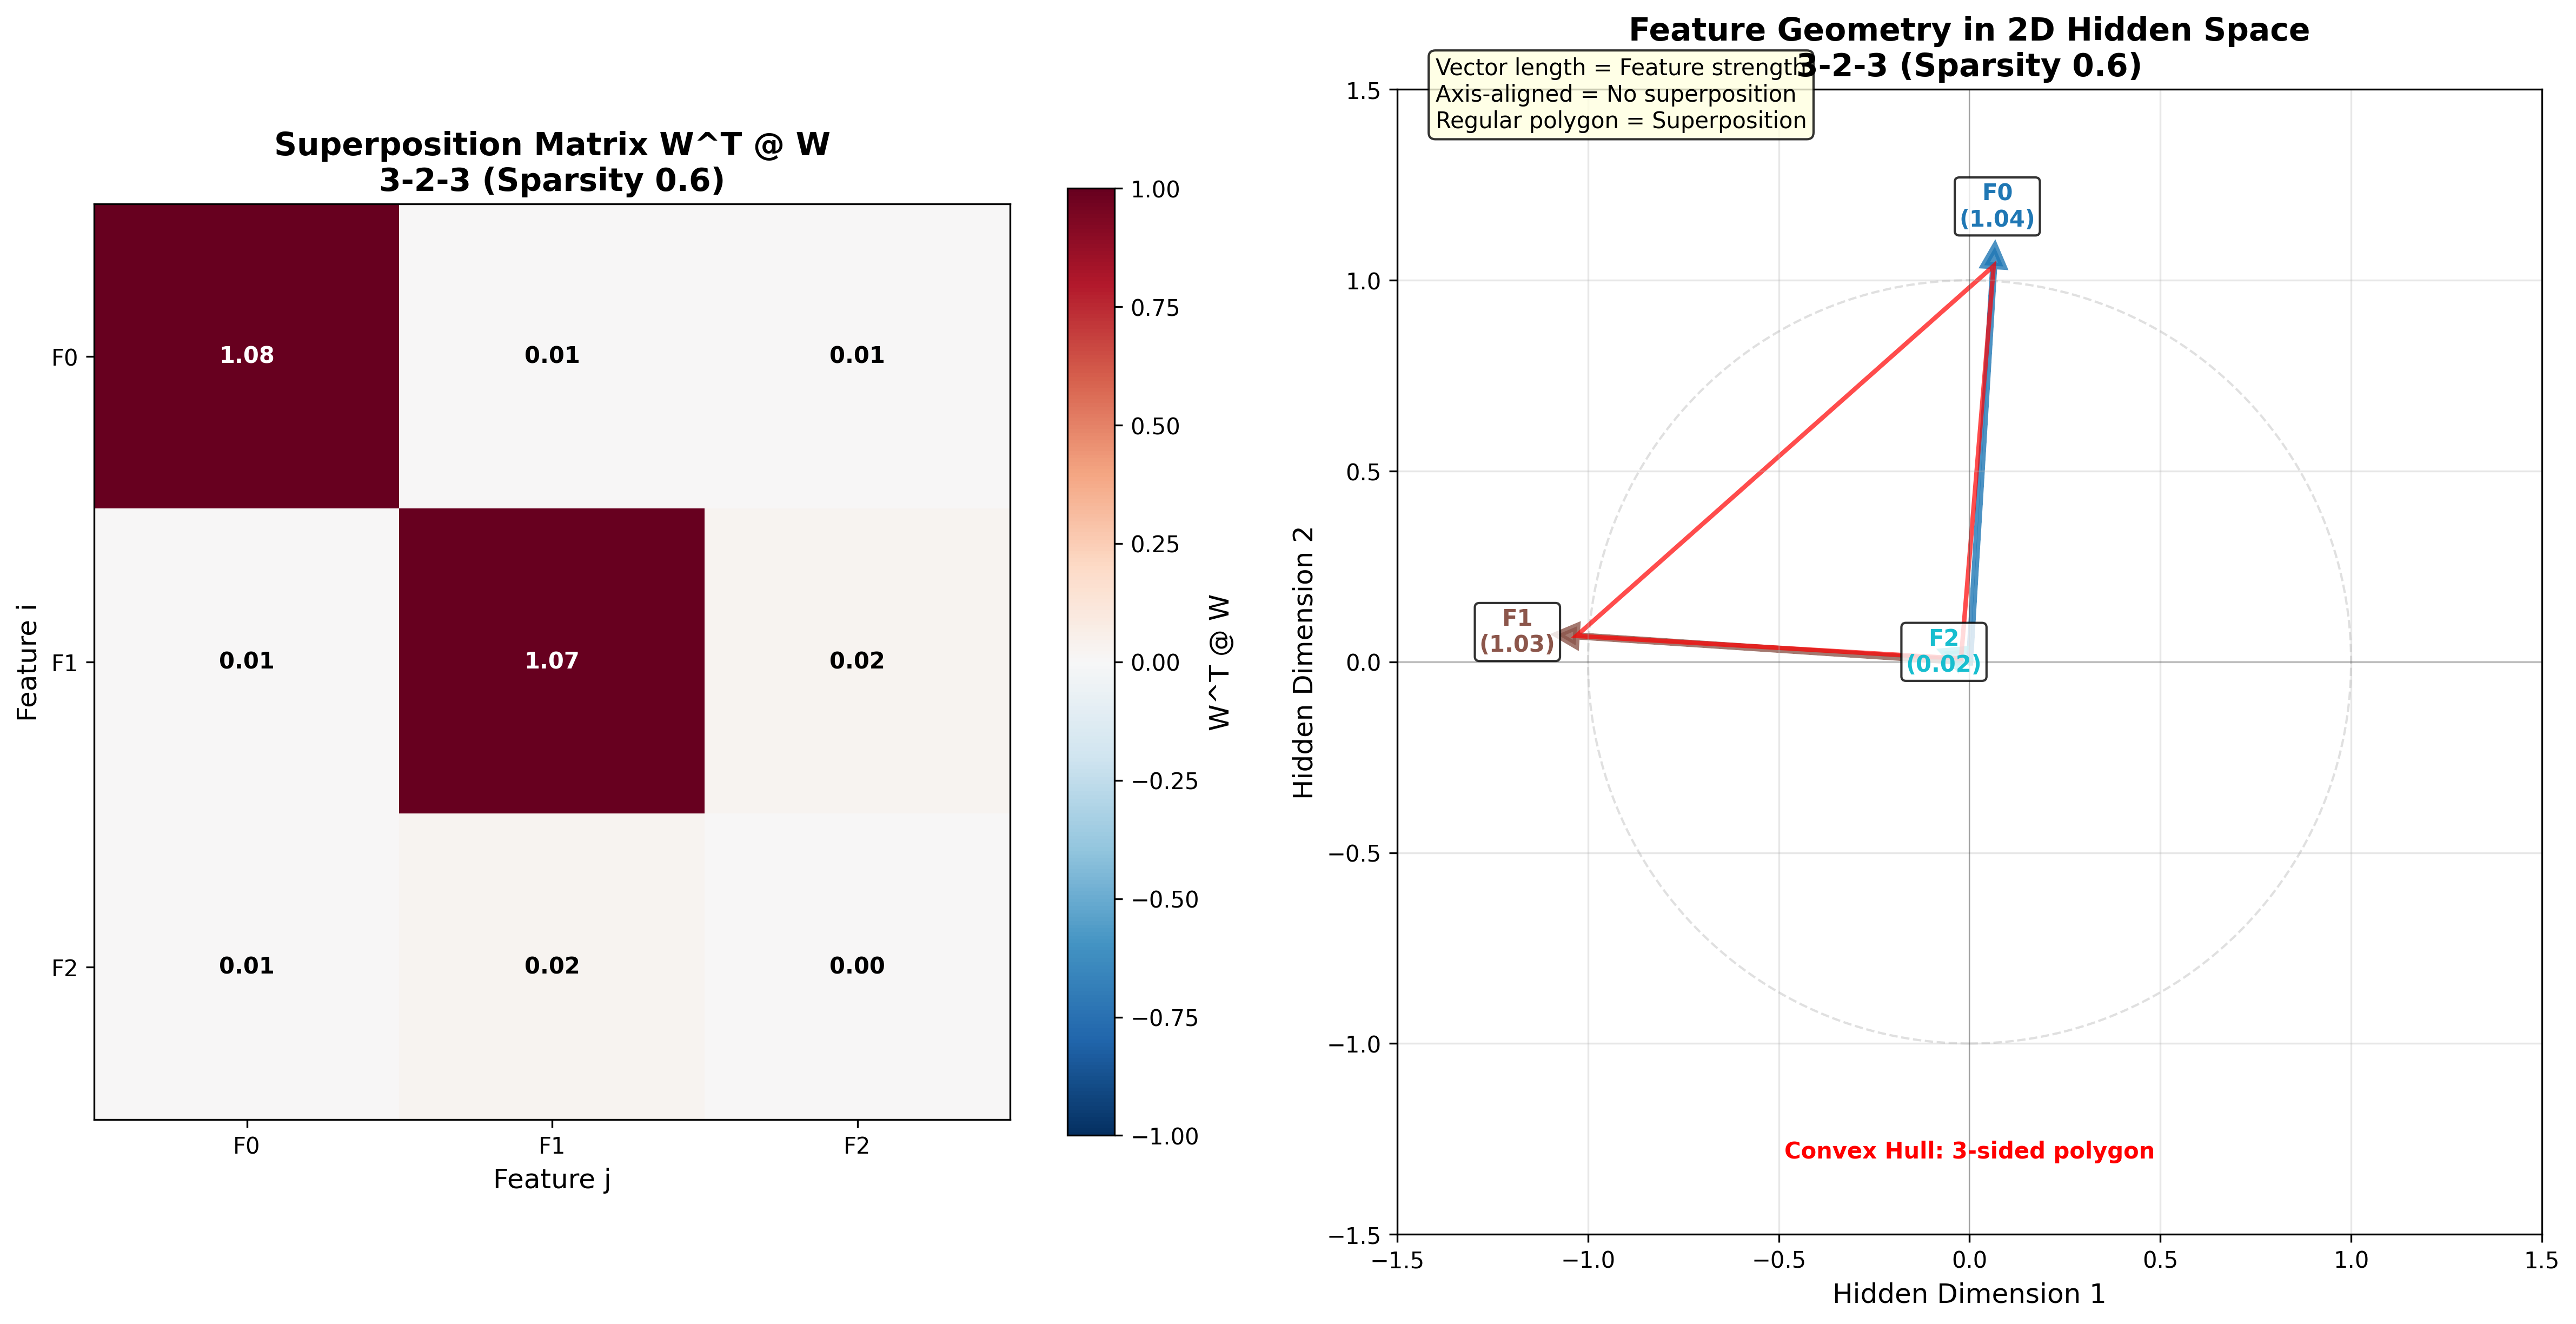 Superposition Matrix W^T @ W
3-2-3 (Sparsity 0.6)
Feature i
F0
F1
F2
1.08
0.01
0.01
0.01
1.07
0.02
0.01
0.02
0.00
F0
F1
F2
Feature j
1.00
0.75
0.50
0.25
0.00
−0.25
−0.50
−0.75
−1.00
W^T @ W
Feature Geometry in 2D Hidden Space
3-2-3 (Sparsity 0.6)
Vector length = Feature strength
Axis-aligned = No superposition
Regular polygon = Superposition
Hidden Dimension 2
1.5
1.0
0.5
0.0
−0.5
−1.0
−1.5
F0
(1.04)
F1
(1.03)
F2
(0.02)
Convex Hull: 3-sided polygon
−1.5
−1.0
−0.5
0.0
0.5
1.0
1.5
Hidden Dimension 1